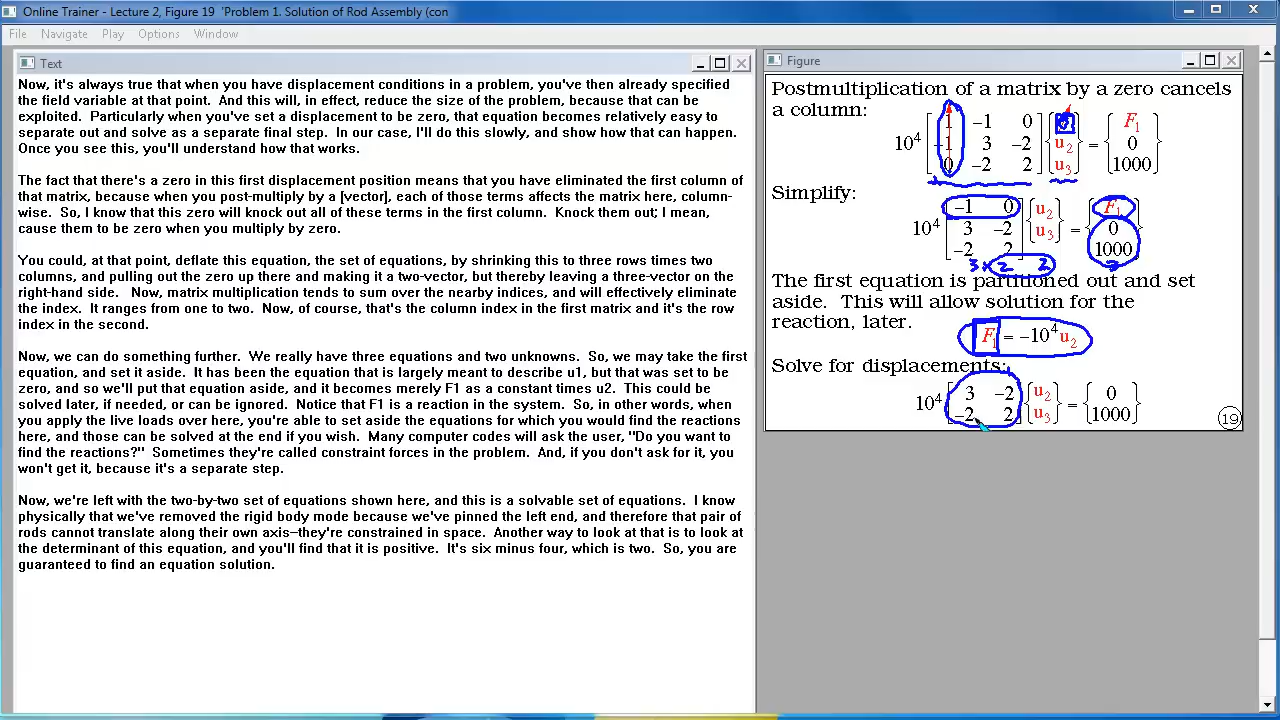 Online Trainer - Lecture 2, Figure 19 'Problem 1. Solution of Rod Assembly (con
File Navigate Play Options Window
Text
Now, it's always true that when you have displacement conditions in a problem, you've then already specified
the field variable at that point. And this will, in effect, reduce the size of the problem, because that can be
exploited. Particularly when you've set a displacement to be zero, that equation becomes relatively easy to
separate out and solve as a separate final step. In our case, I'll do this slowly, and show how that can happen.
Once you see this, you'll understand how that works.
The fact that there's a zero in this first displacement position means that you have eliminated the first column of
that matrix, because when you post-multiply by a [vector], each of those terms affects the matrix here, column-
wise. So, I know that this zero will knock out all of these terms in the first column. Knock them out; I mean,
cause them to be zero when you multiply by zero.
You could, at that point, deflate this equation, the set of equations, by shrinking this to three rows times two
columns, and pulling out the zero up there and making it a two-vector, but thereby leaving a three-vector on the
right-hand side. Now, matrix multiplication tends to sum over the nearby indices, and will effectively eliminate
the index. It ranges from one to two. Now, of course, that's the column index in the first matrix and it's the row
index in the second.
Now, we can do something further. We really have three equations and two unknowns. So, we may take the first
equation, and set it aside. It has been the equation that is largely meant to describe u1, but that was set to be
zero, and so we'll put that equation aside, and it becomes merely F1 as a constant times u2. This could be
solved later, if needed, or can be ignored. Notice that F1 is a reaction in the system. So, in other words, when
you apply the live loads over here, you're able to set aside the equations for which you would find the reactions
here, and those can be solved at the end if you wish. Many computer codes will ask the user, "Do you want to
find the reactions?" Sometimes they're called constraint forces in the problem. And, if you don't ask for it, you
won't get it, because it's a separate step.
Now, we're left with the two-by-two set of equations shown here, and this is a solvable set of equations. I know
physically that we've removed the rigid body mode because we've pinned the left end, and therefore that pair of
rods cannot translate along their own axis--they're constrained in space. Another way to look at that is to look at
the determinant of this equation, and you'll find that it is positive. It's six minus four, which is two. So, you are
guaranteed to find an equation solution.
Figure
Postmultiplication of a matrix by a zero cancels
a column:
1 −1 0 F1
10^4 −1 3 −2 u2 = 0
0 −2 2 u3 1000
Simplify:
−1 0 u2 F1
10^4 3 −2 u3 = 0
−2 2 1000
3 x 2 2
The first equation is partitioned out and set
aside. This will allow solution for the
reaction, later.
F1 = −10^4 u2
Solve for displacements:
10^4 3 −2 u2 = 0
−2 2 u3 1000
19